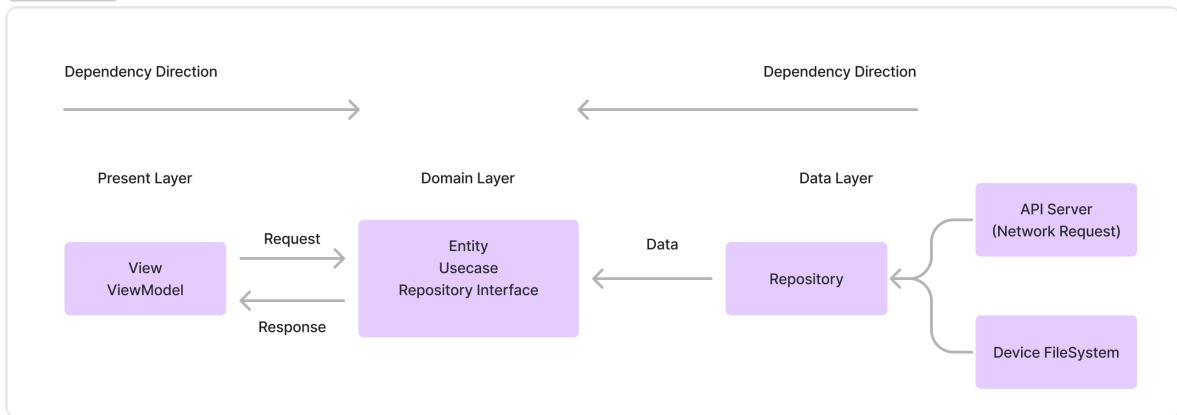 Dependency Direction
Dependency Direction
Present Layer
Domain Layer
Data Layer
View
ViewModel
Request
Response
Entity
Usecase
Repository Interface
Data
Repository
API Server
(Network Request)
Device FileSystem